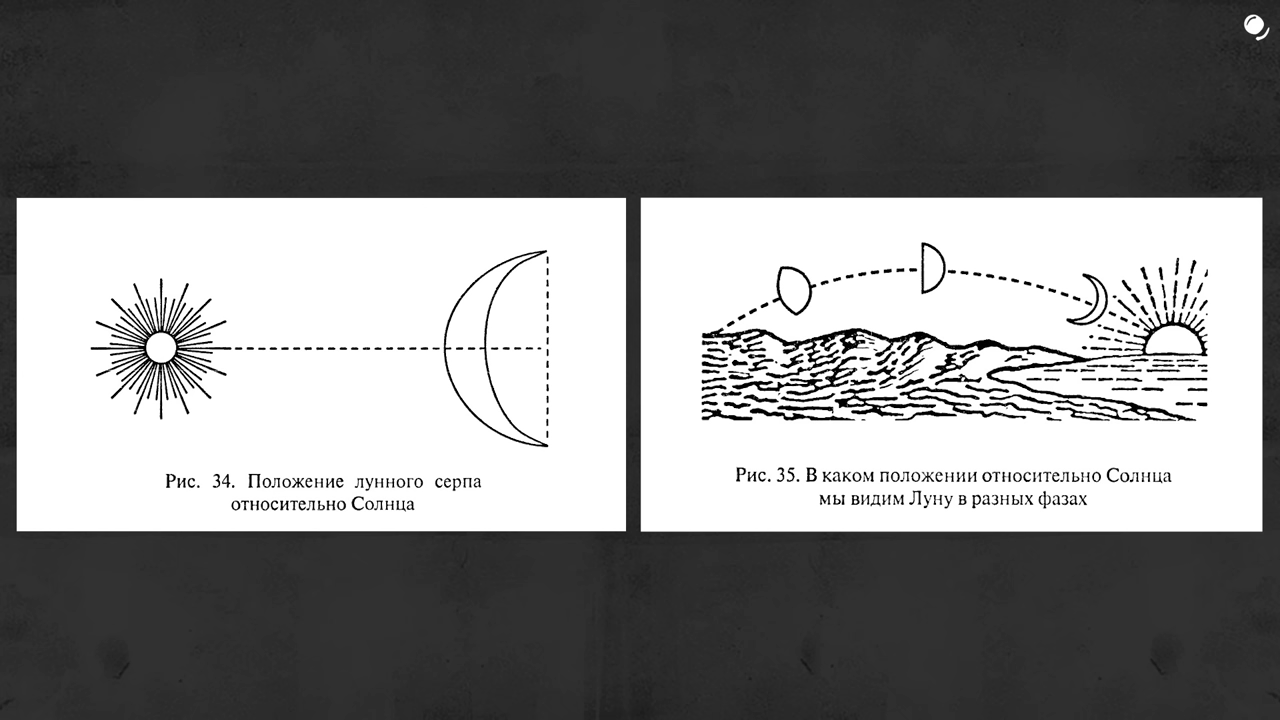 Рис. 34. Положение лунного серпа
относительно Солнца
Рис. 35. В каком положении относительно Солнца
мы видим Луну в разных фазах